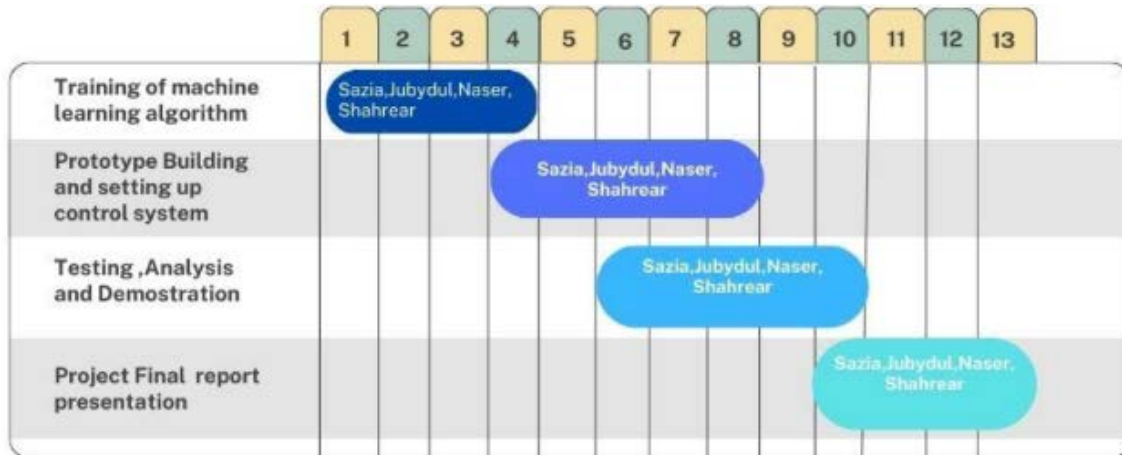 1 2 3 4 5 6 7 8 9 10 11 12 13
Training of machine
learning algorithm
Sazia,Jubydul,Naser,
Shahrear
Prototype Building
and setting up
control system
Sazia,Jubydul,Naser,
Shahrear
Testing ,Analysis
and Demostration
Sazia,Jubydul,Naser,
Shahrear
Project Final report
presentation
Sazia,Jubydul,Naser,
Shahrear